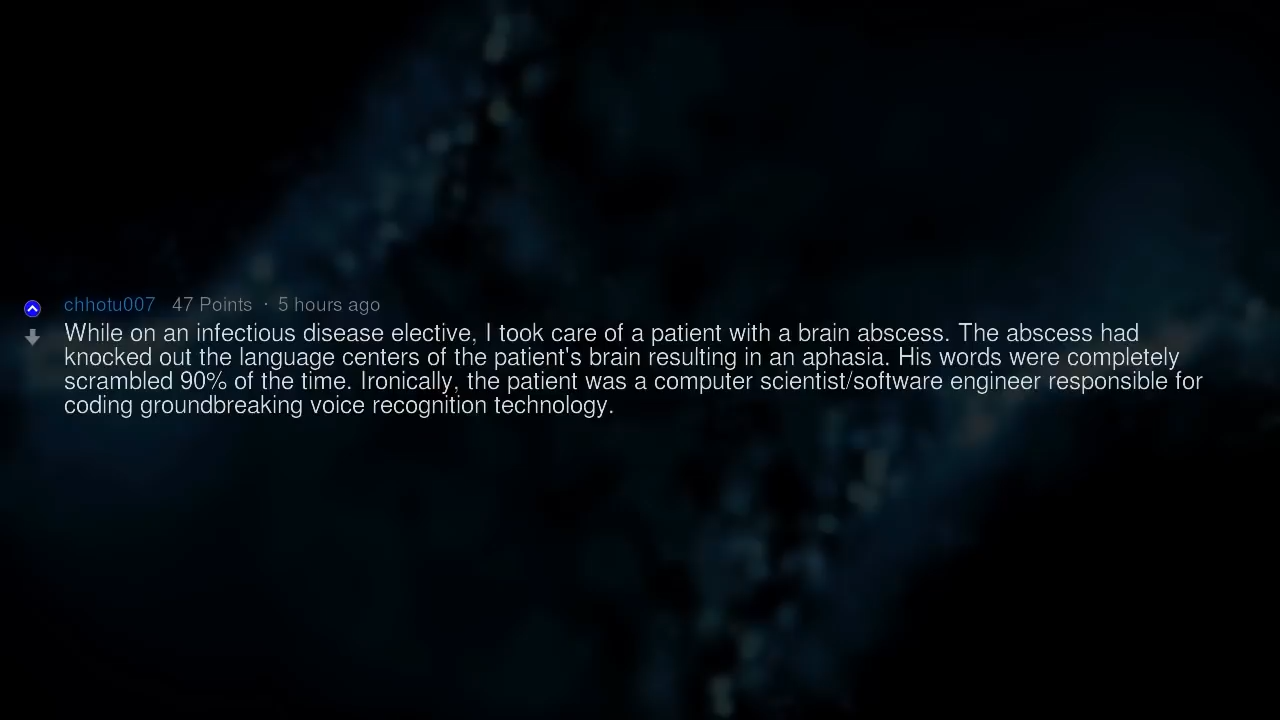 chhotu007 47 Points · 5 hours ago
While on an infectious disease elective, I took care of a patient with a brain abscess. The abscess had
knocked out the language centers of the patient's brain resulting in an aphasia. His words were completely
scrambled 90% of the time. Ironically, the patient was a computer scientist/software engineer responsible for
coding groundbreaking voice recognition technology.